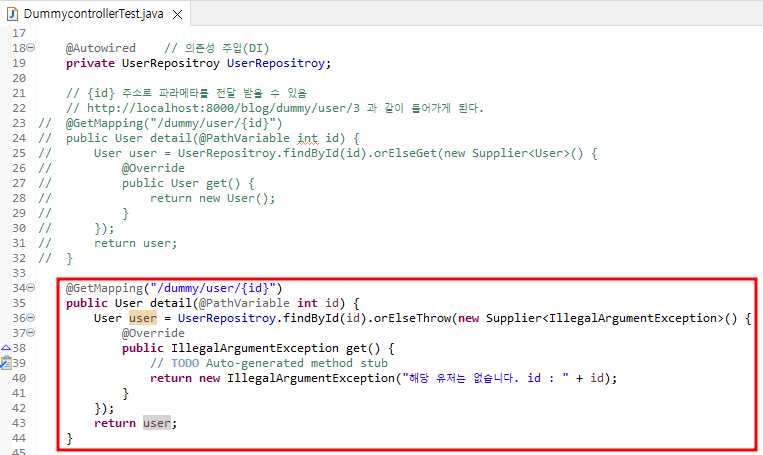 DummycontrollerTest.java
17
18 @Autowired // 의존성 주입(DI)
19 private UserRepositroy UserRepositroy;
20
21 // {id} 주소로 파라메타를 전달 받을 수 있음
22 // http://localhost:8000/blog/dummy/user/3 과 같이 들어가게 된다.
23 // @GetMapping("/dummy/user/{id}")
24 // public User detail(@PathVariable int id) {
25 // User user = UserRepositroy.findById(id).orElseGet(new Supplier<User>() {
26 // @Override
27 // public User get() {
28 // return new User();
29 // }
30 // });
31 // return user;
32 // }
33
34 @GetMapping("/dummy/user/{id}")
35 public User detail(@PathVariable int id) {
36 User user = UserRepositroy.findById(id).orElseThrow(new Supplier<IllegalArgumentException>() {
37 @Override
38 public IllegalArgumentException get() {
39 // TODO Auto-generated method stub
40 return new IllegalArgumentException("해당 유저는 없습니다. id : " + id);
41 }
42 });
43 return user;
44 }
45